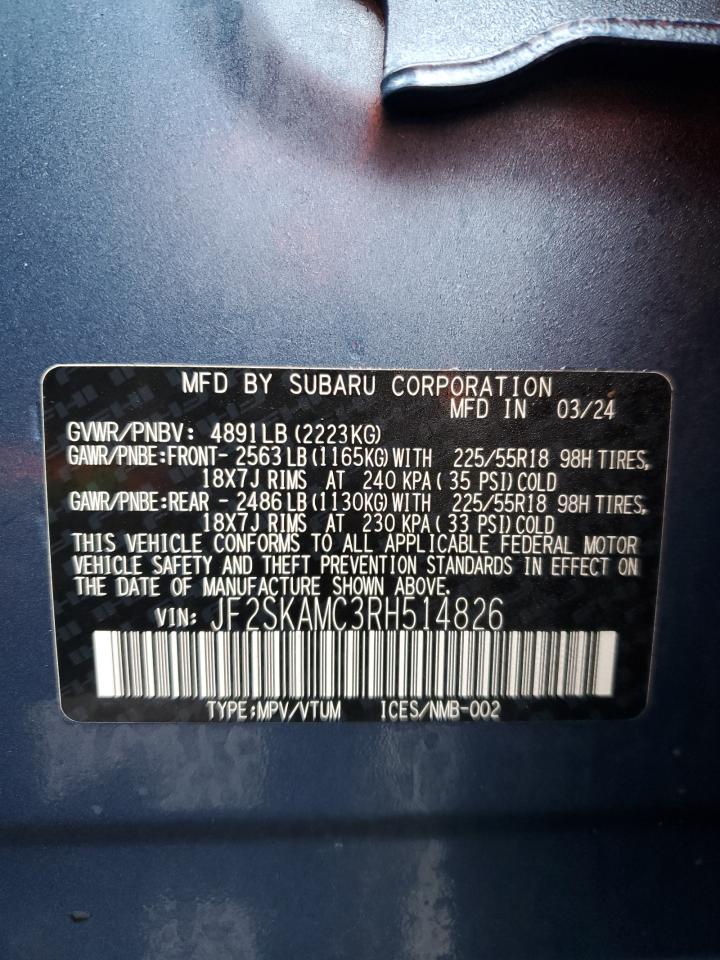 MFD BY SUBARU CORPORATION
MFD IN 03/24
GVWR/PNBV: 4891LB (2223KG)
GAWR/PNBE:FRONT- 2563 LB (1165KG) WITH 225/55R18 98H TIRES,
18X7J RIMS AT 240 KPA ( 35 PSI) COLD
GAWR/PNBE:REAR - 2486 LB (1130KG) WITH 225/55R18 98H TIRES,
18X7J RIMS AT 230 KPA ( 33 PSI) COLD
THIS VEHICLE CONFORMS TO ALL APPLICABLE FEDERAL MOTOR
VEHICLE SAFETY AND THEFT PREVENTION STANDARDS IN EFFECT ON
THE DATE OF MANUFACTURE SHOWN ABOVE.
VIN: JF2SKAMC3RH514826
TYPE:MPV/VTUM ICES/NMB-002